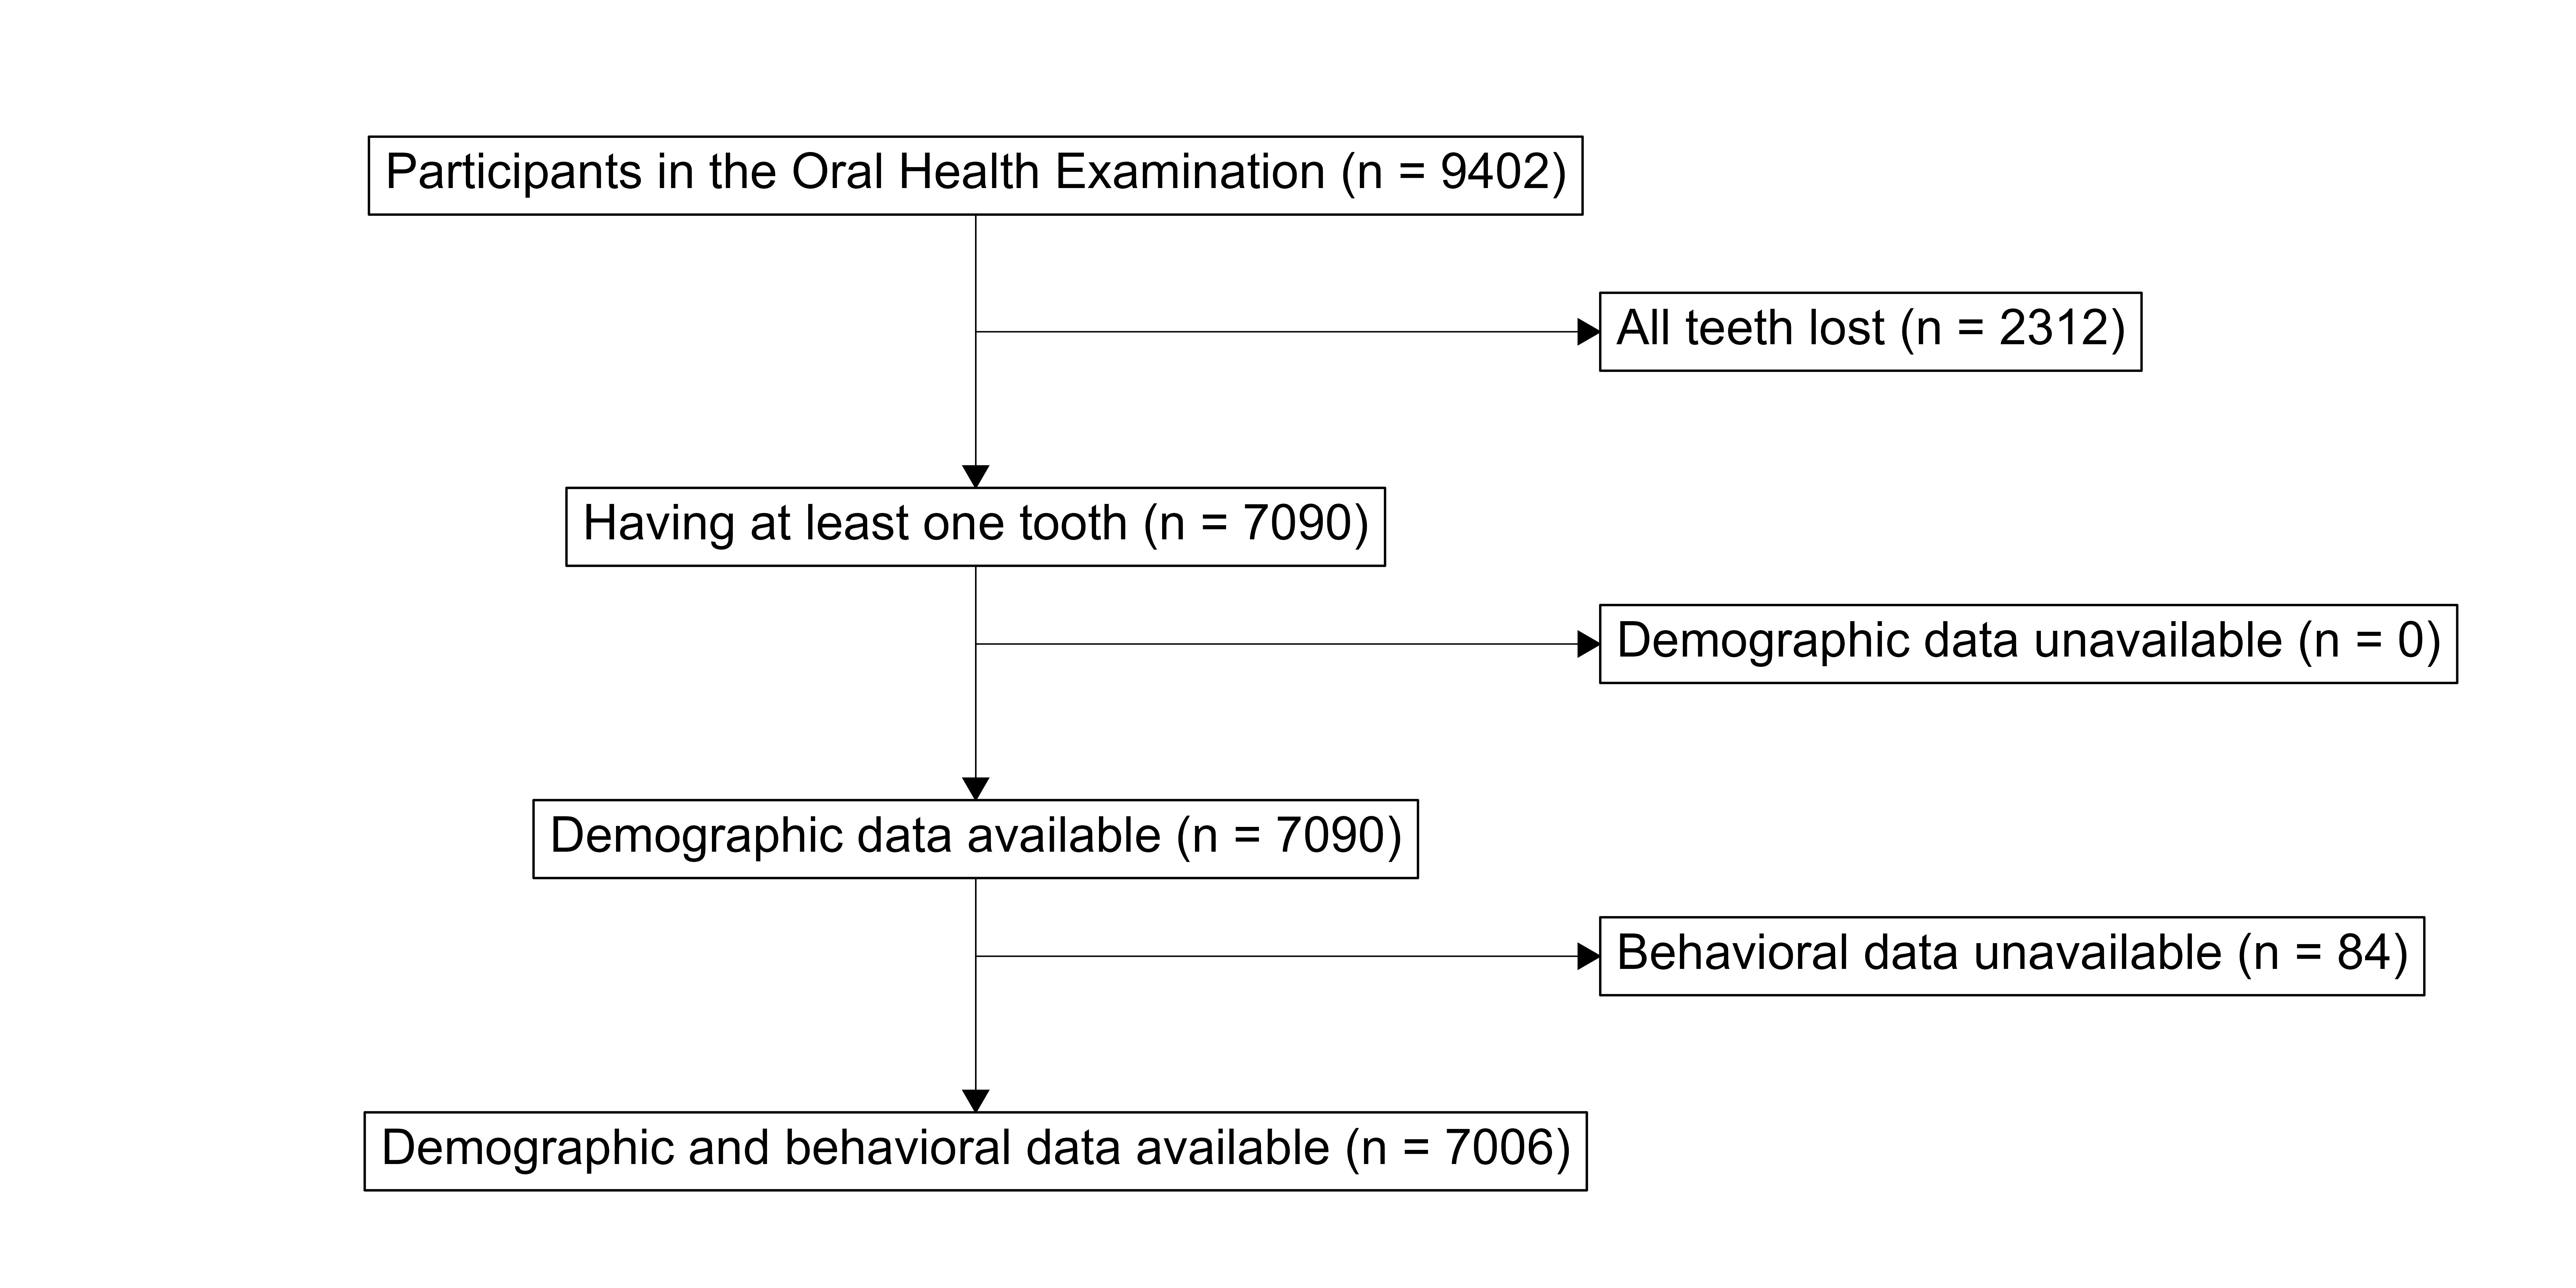 Participants in the Oral Health Examination (n = 9402)
All teeth lost (n = 2312)
Having at least one tooth (n = 7090)
Demographic data unavailable (n = 0)
Demographic data available (n = 7090)
Behavioral data unavailable (n = 84)
Demographic and behavioral data available (n = 7006)